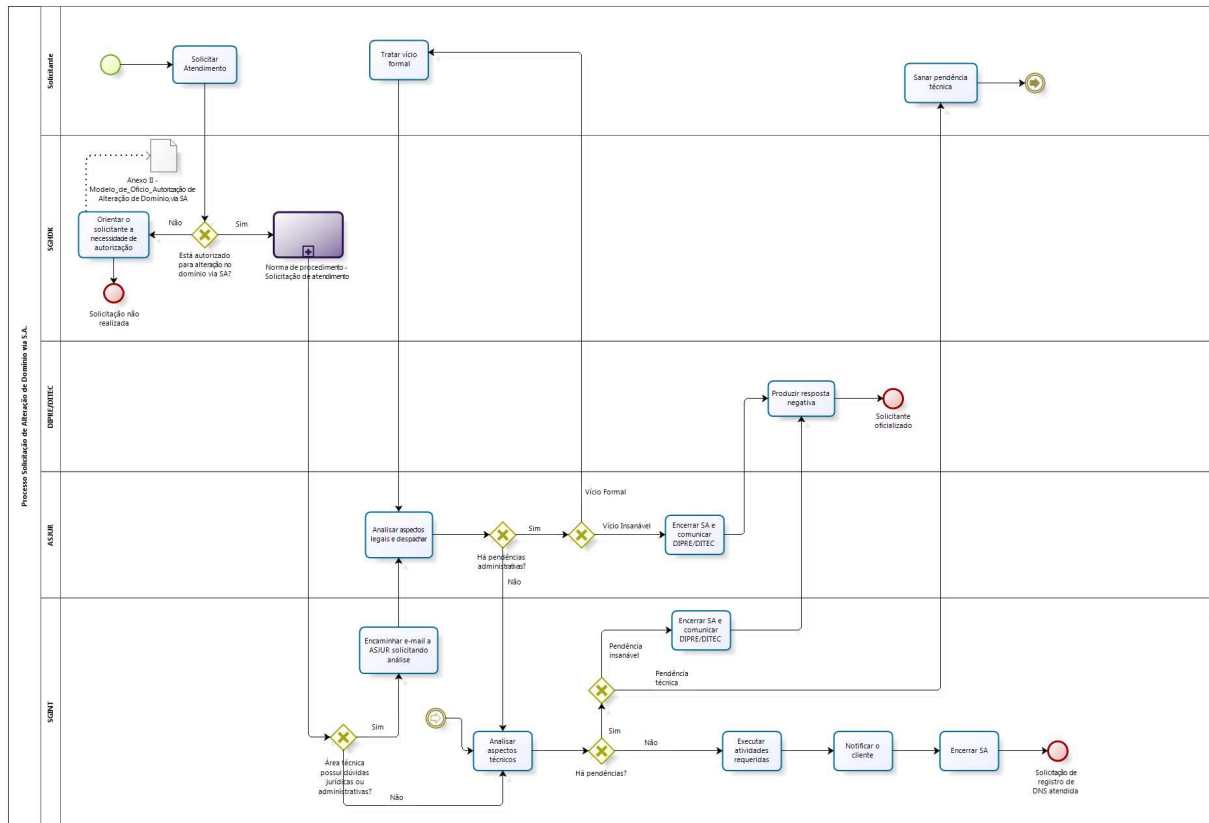 Processo Solicitação de Alteração de Domínio via S.A.
Solicitante
Solicitar
Atendimento
Tratar vício
formal
Sanar pendência
técnica
SGHDK
Anexo II -
Modelo_de_Oficio_Autorização de
Alteração de Domínio,via SA
Orientar o
solicitante a
necessidade de
autorização
Não
Sim
Está autorizado
para alteração no
domínio via SA?
Norma de procedimento -
Solicitação de atendimento
Solicitação não
realizada
DIPRE/DITEC
Produzir resposta
negativa
Solicitante
oficializado
ASJUR
Analisar aspectos
legais e despachar
Há pendências
administrativas?
Sim
Não
Vício Formal
Vício Insanável
Encerrar SA e
comunicar
DIPRE/DITEC
SGINT
Encaminhar e-mail a
ASJUR solicitando
análise
Sim
Área técnica
possui dúvidas
jurídicas ou
administrativas?
Não
Analisar
aspectos
técnicos
Há pendências?
Sim
Não
Pendência
insanável
Pendência
técnica
Encerrar SA e
comunicar
DIPRE/DITEC
Executar
atividades
requeridas
Notificar o
cliente
Encerrar SA
Solicitação de
registro de
DNS atendida